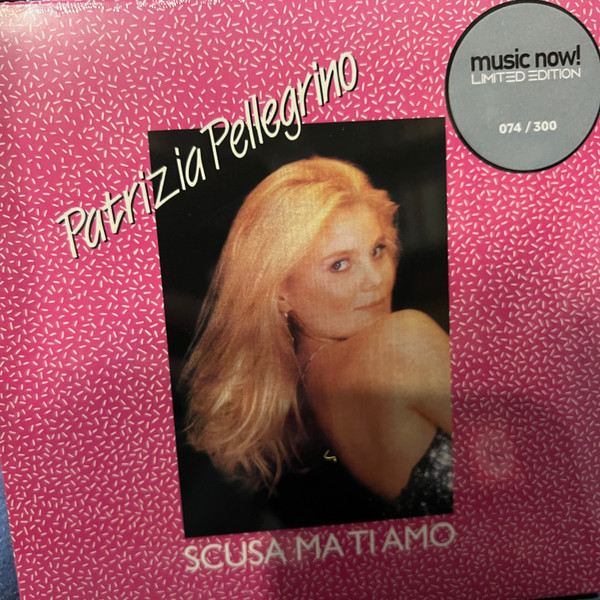 Patrizia Pellegrino
music now!
LIMITED EDITION
074 / 300
SCUSA MA TI AMO